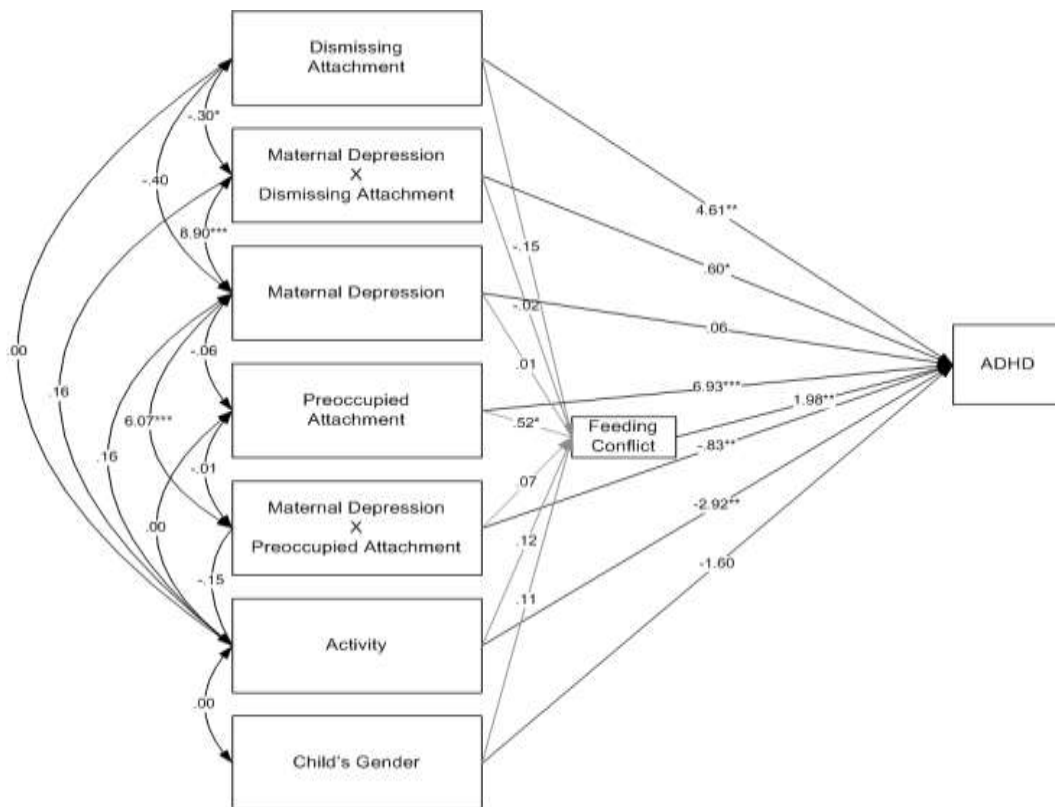 Dismissing
Attachment
-.30*
Maternal Depression
X
Dismissing Attachment
-.40
4.61**
8.90***
-.15
.60*
Maternal Depression
-.02
.06
.00
-.06
.01
ADHD
.16
Preoccupied
Attachment
6.93***
1.98**
6.07***
.52*
Feeding
Conflict
-.83**
.16
-.01
.07
Maternal Depression
X
Preoccupied Attachment
.00
.12
-2.92**
-.15
-1.60
.11
Activity
.00
Child's Gender